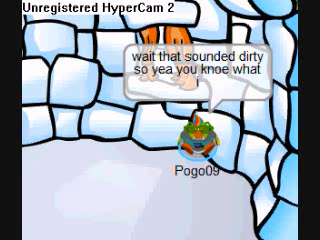 Unregistered HyperCam 2
wait that sounded dirty
so yea you knoe what
Pogo09